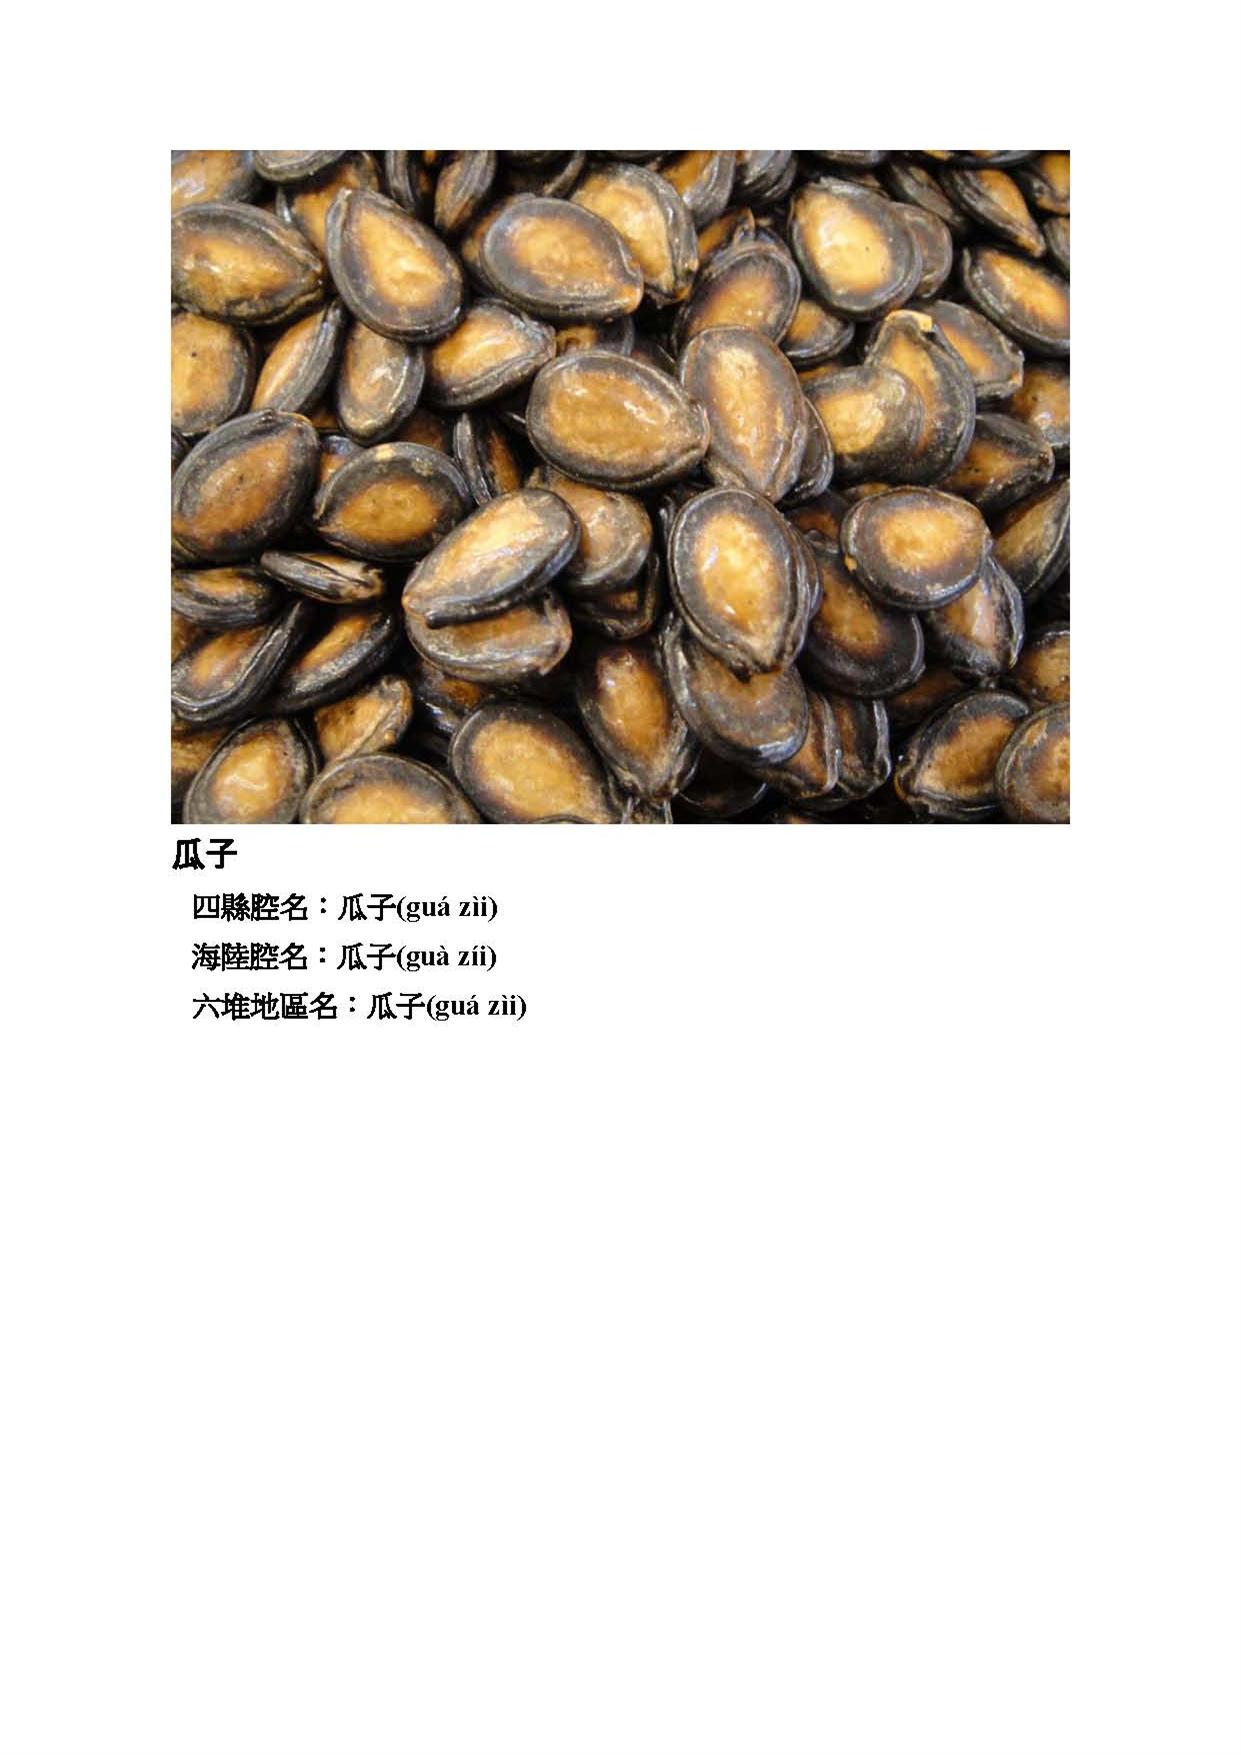 瓜子
四縣腔名：瓜子(guá zìi)
海陸腔名：瓜子(guà zíi)
六堆地區名：瓜子(guá zìi)